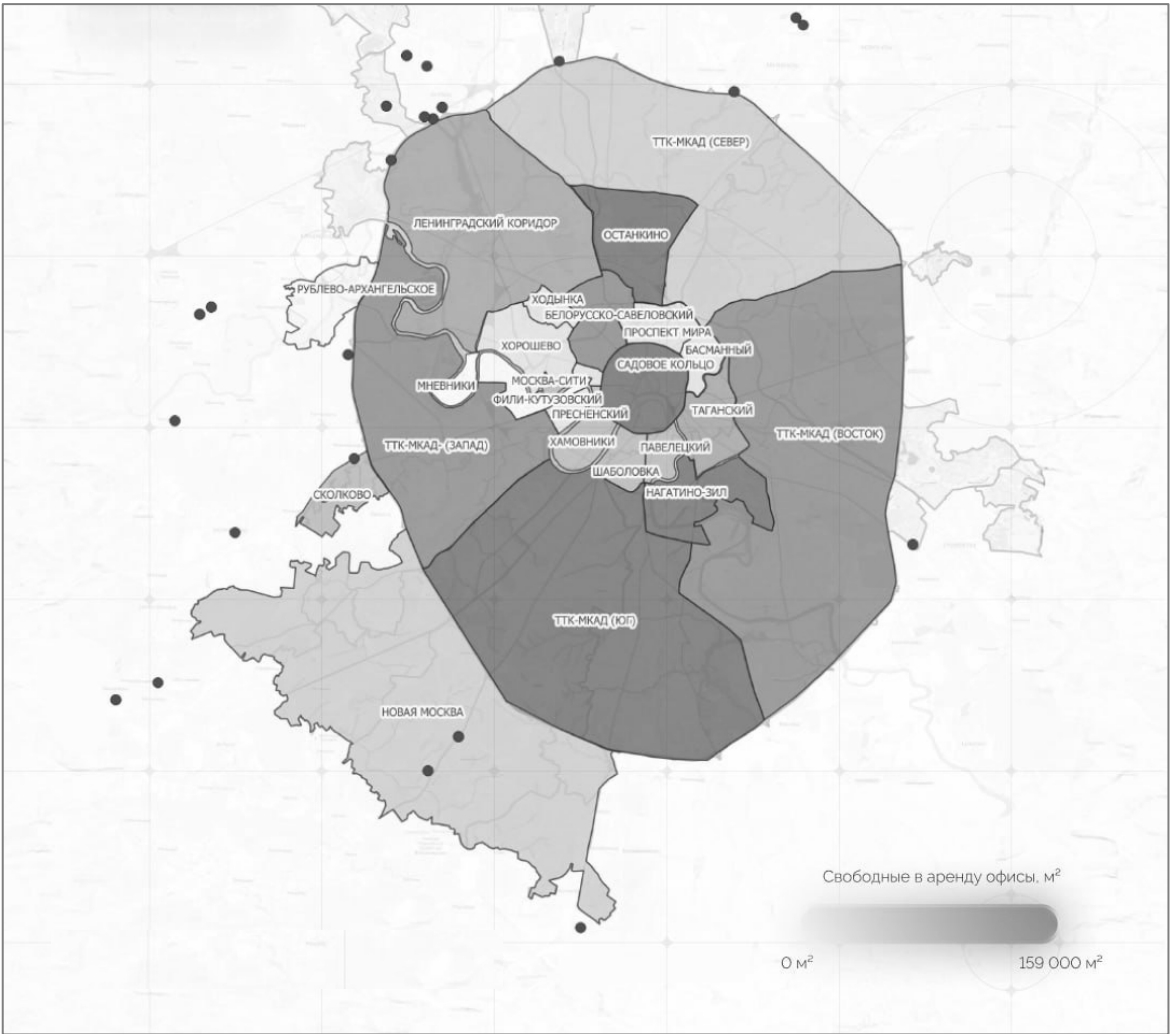 ТТК-МКАД (СЕВЕР)
ЛЕНИНГРАДСКИЙ КОРИДОР
ОСТАНКИНО
РУБЛЕВО-АРХАНГЕЛЬСКОЕ
ХОДЫНКА
БЕЛОРУССКО-САВЕЛОВСКИЙ
ПРОСПЕКТ МИРА
ХОРОШЕВО
БАСМАННЫЙ
САДОВОЕ КОЛЬЦО
МОСКВА-СИТИ
МНЕВНИКИ
ФИЛИ-КУТУЗОВСКИЙ
ПРЕСНЕНСКИЙ
ТАГАНСКИЙ
ТТК-МКАД (ВОСТОК)
ХАМОВНИКИ
ТТК-МКАД- (ЗАПАД)
ПАВЕЛЕЦКИЙ
ШАБОЛОВКА
СКОЛКОВО
НАГАТИНО-ЗИЛ
ТТК-МКАД (ЮГ)
НОВАЯ МОСКВА
Свободные в аренду офисы, м²
0 м²
159 000 м²